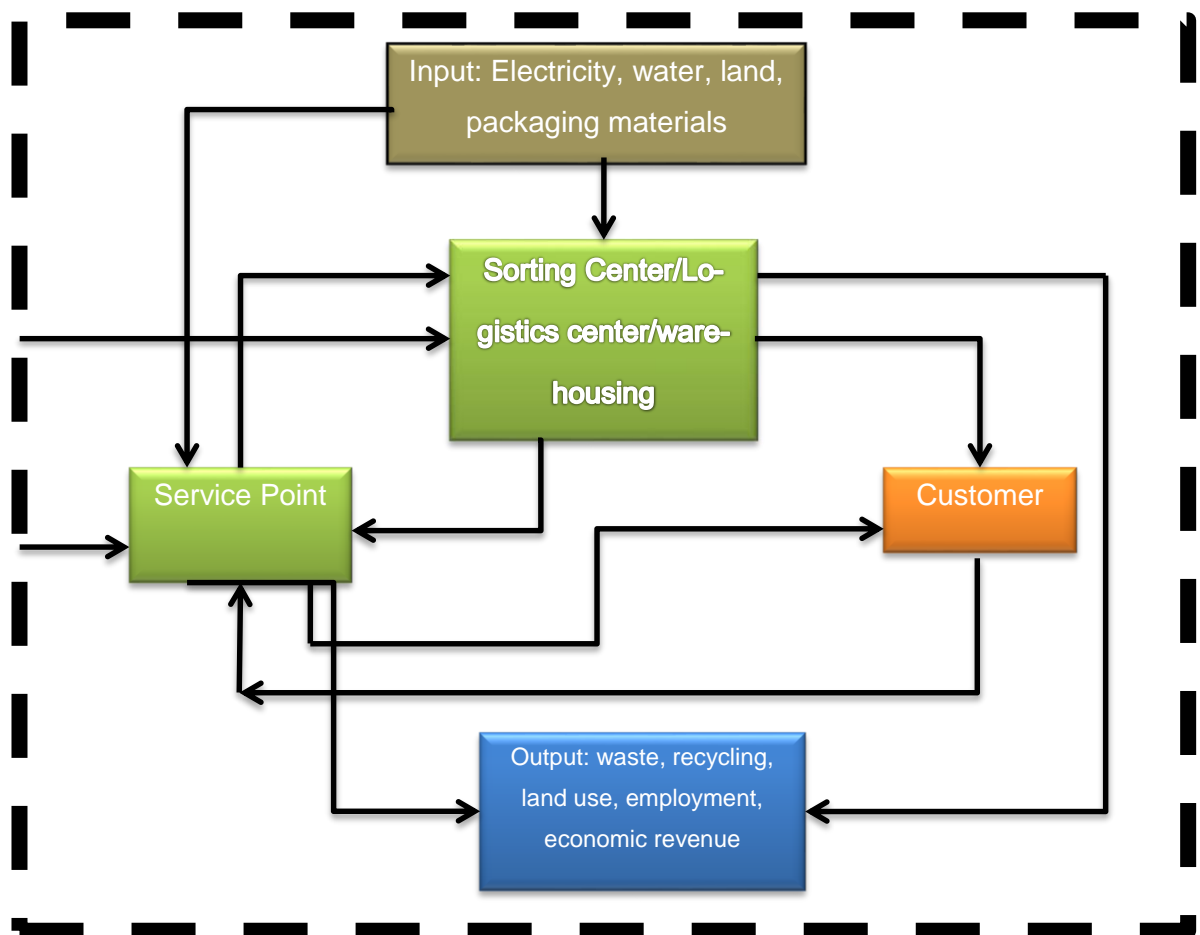 Input: Electricity, water, land,
packaging materials
Sorting Center/Lo-
gistics center/ware-
housing
Service Point
Customer
Output: waste, recycling,
land use, employment,
economic revenue